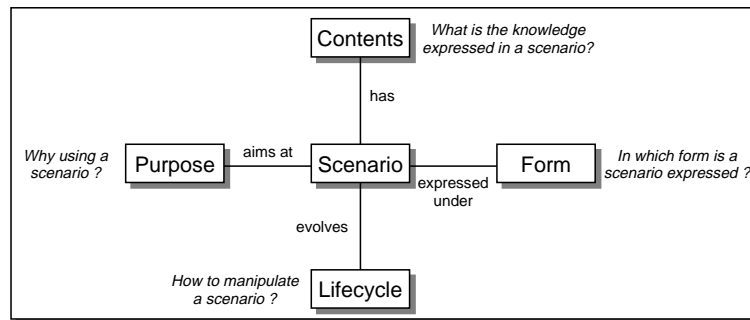 Contents
What is the knowledge
expressed in a scenario?
has
Why using a
scenario ?
Purpose
aims at
Scenario
expressed
under
Form
In which form is a
scenario expressed ?
evolves
How to manipulate
a scenario ?
Lifecycle